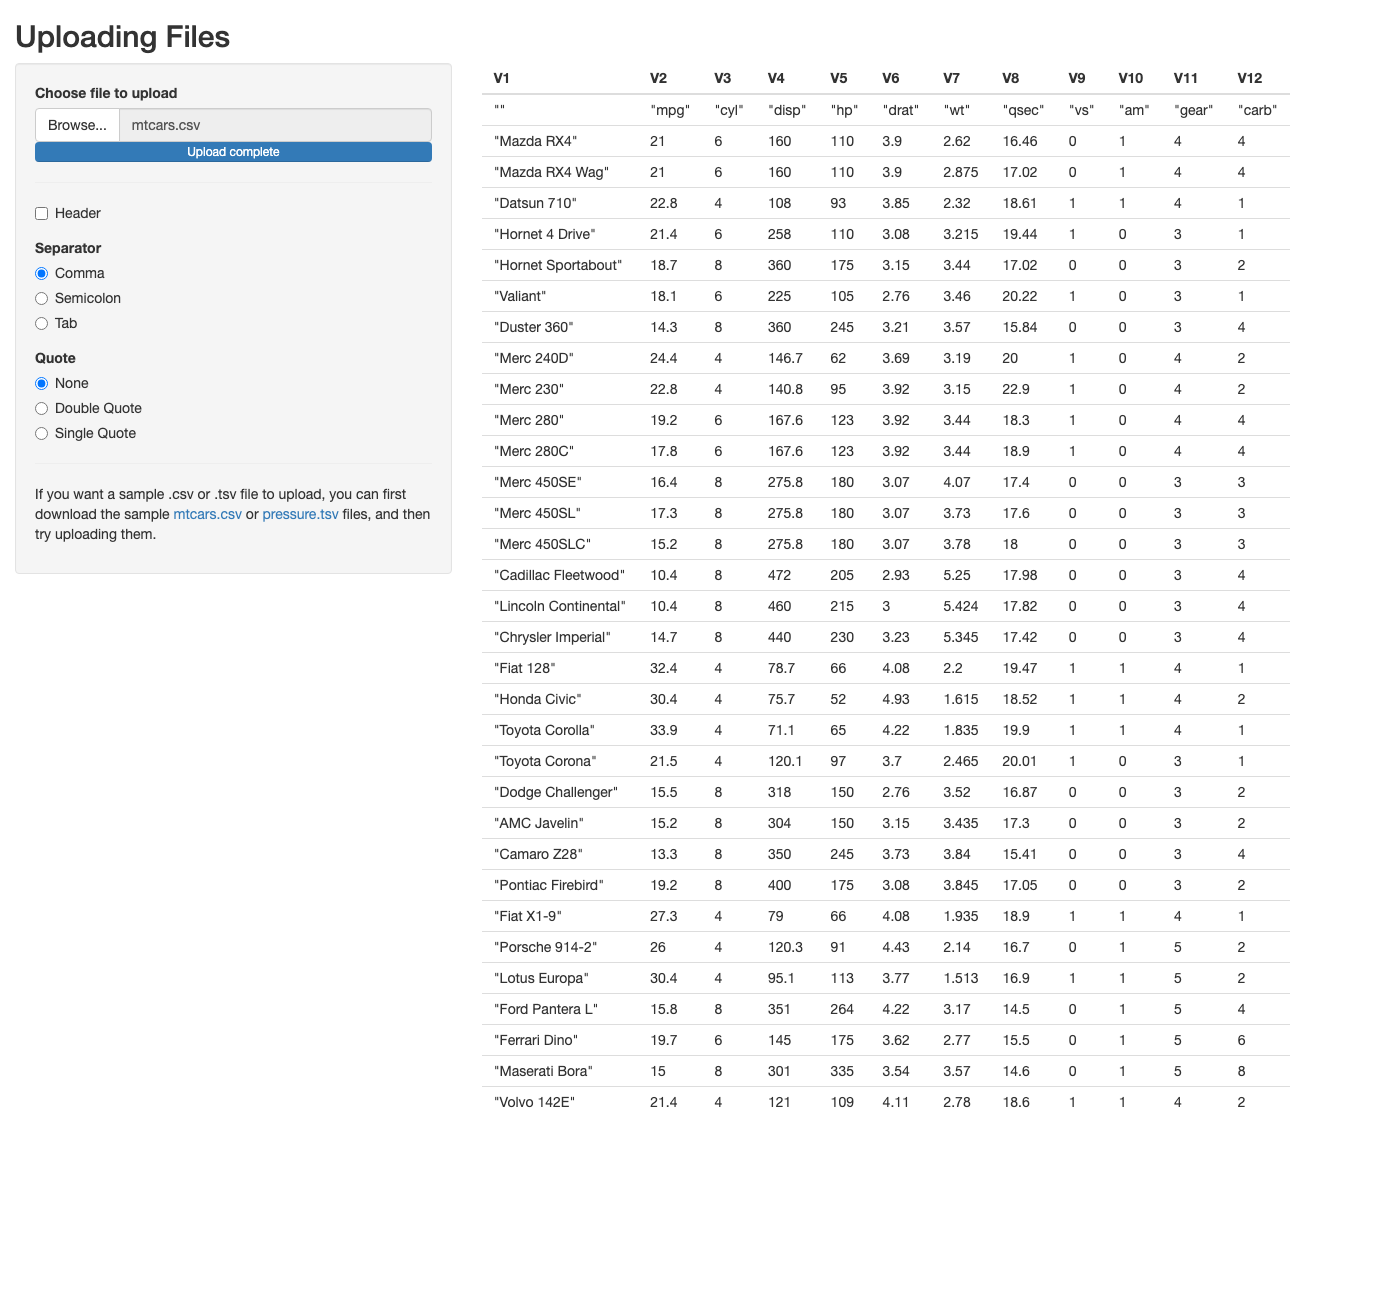 Uploading Files
Choose file to upload
Browse... mtcars.csv
Upload complete
Header
Separator
Comma
Semicolon
Tab
Quote
None
Double Quote
Single Quote
If you want a sample .csv or .tsv file to upload, you can first
download the sample mtcars.csv or pressure.tsv files, and then
try uploading them.
V1 V2 V3 V4 V5 V6 V7 V8 V9 V10 V11 V12
"" "mpg" "cyl" "disp" "hp" "drat" "wt" "qsec" "vs" "am" "gear" "carb"
"Mazda RX4" 21 6 160 110 3.9 2.62 16.46 0 1 4 4
"Mazda RX4 Wag" 21 6 160 110 3.9 2.875 17.02 0 1 4 4
"Datsun 710" 22.8 4 108 93 3.85 2.32 18.61 1 1 4 1
"Hornet 4 Drive" 21.4 6 258 110 3.08 3.215 19.44 1 0 3 1
"Hornet Sportabout" 18.7 8 360 175 3.15 3.44 17.02 0 0 3 2
"Valiant" 18.1 6 225 105 2.76 3.46 20.22 1 0 3 1
"Duster 360" 14.3 8 360 245 3.21 3.57 15.84 0 0 3 4
"Merc 240D" 24.4 4 146.7 62 3.69 3.19 20 1 0 4 2
"Merc 230" 22.8 4 140.8 95 3.92 3.15 22.9 1 0 4 2
"Merc 280" 19.2 6 167.6 123 3.92 3.44 18.3 1 0 4 4
"Merc 280C" 17.8 6 167.6 123 3.92 3.44 18.9 1 0 4 4
"Merc 450SE" 16.4 8 275.8 180 3.07 4.07 17.4 0 0 3 3
"Merc 450SL" 17.3 8 275.8 180 3.07 3.73 17.6 0 0 3 3
"Merc 450SLC" 15.2 8 275.8 180 3.07 3.78 18 0 0 3 3
"Cadillac Fleetwood" 10.4 8 472 205 2.93 5.25 17.98 0 0 3 4
"Lincoln Continental" 10.4 8 460 215 3 5.424 17.82 0 0 3 4
"Chrysler Imperial" 14.7 8 440 230 3.23 5.345 17.42 0 0 3 4
"Fiat 128" 32.4 4 78.7 66 4.08 2.2 19.47 1 1 4 1
"Honda Civic" 30.4 4 75.7 52 4.93 1.615 18.52 1 1 4 2
"Toyota Corolla" 33.9 4 71.1 65 4.22 1.835 19.9 1 1 4 1
"Toyota Corona" 21.5 4 120.1 97 3.7 2.465 20.01 1 0 3 1
"Dodge Challenger" 15.5 8 318 150 2.76 3.52 16.87 0 0 3 2
"AMC Javelin" 15.2 8 304 150 3.15 3.435 17.3 0 0 3 2
"Camaro Z28" 13.3 8 350 245 3.73 3.84 15.41 0 0 3 4
"Pontiac Firebird" 19.2 8 400 175 3.08 3.845 17.05 0 0 3 2
"Fiat X1-9" 27.3 4 79 66 4.08 1.935 18.9 1 1 4 1
"Porsche 914-2" 26 4 120.3 91 4.43 2.14 16.7 0 1 5 2
"Lotus Europa" 30.4 4 95.1 113 3.77 1.513 16.9 1 1 5 2
"Ford Pantera L" 15.8 8 351 264 4.22 3.17 14.5 0 1 5 4
"Ferrari Dino" 19.7 6 145 175 3.62 2.77 15.5 0 1 5 6
"Maserati Bora" 15 8 301 335 3.54 3.57 14.6 0 1 5 8
"Volvo 142E" 21.4 4 121 109 4.11 2.78 18.6 1 1 4 2